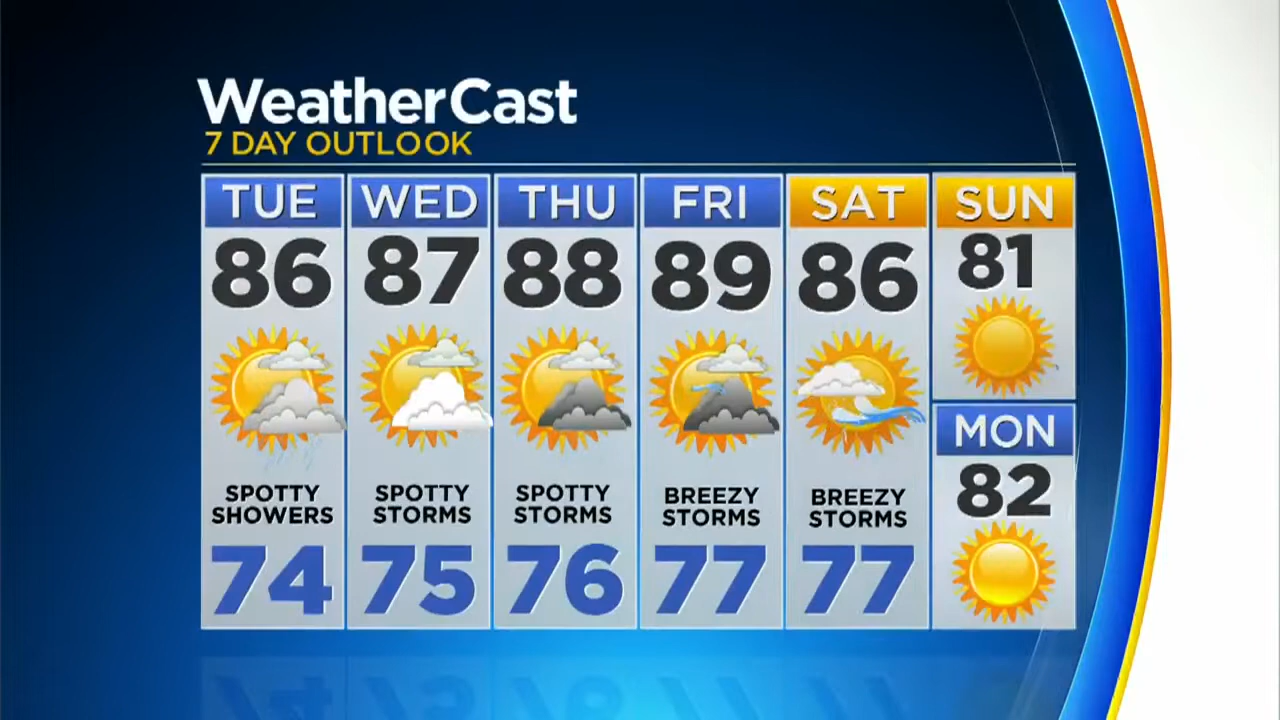 WeatherCast
7 DAY OUTLOOK
TUE
86
SPOTTY
SHOWERS
74
WED
87
SPOTTY
STORMS
75
THU
88
SPOTTY
STORMS
76
FRI
89
BREEZY
STORMS
77
SAT
86
BREEZY
STORMS
77
SUN
81
MON
82